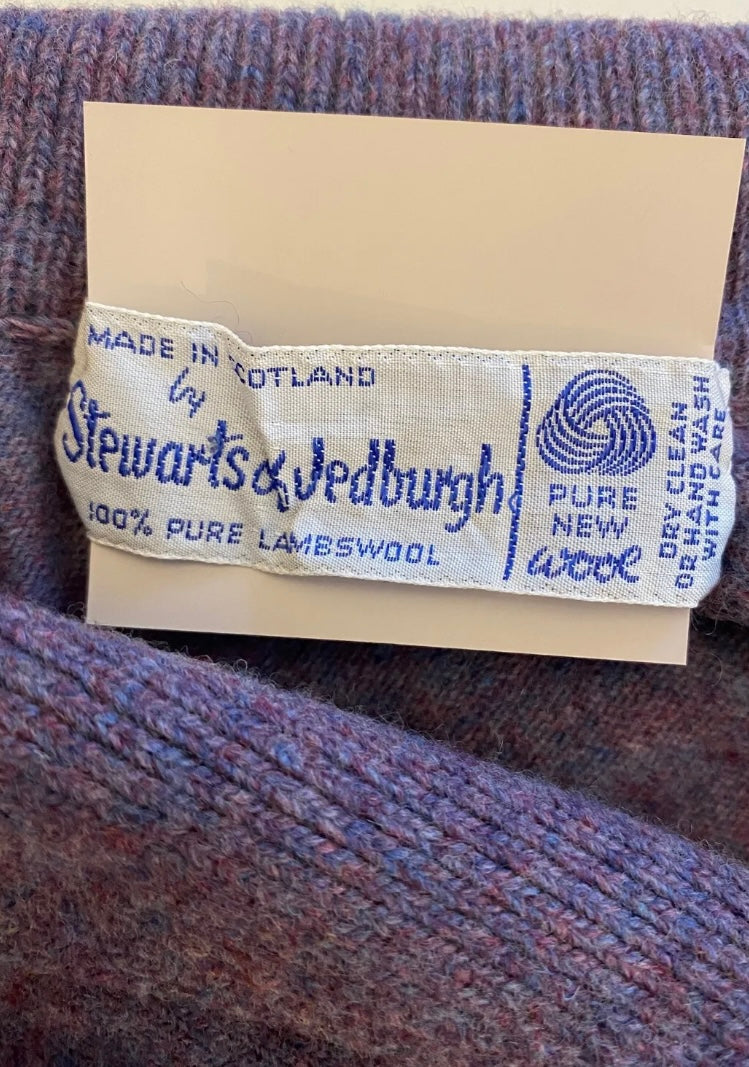 MADE IN SCOTLAND
by
Stewarts of Jedburgh
100% PURE LAMBSWOOL
PURE
NEW
wool
DRY CLEAN
OR HAND WASH
WITH CARE